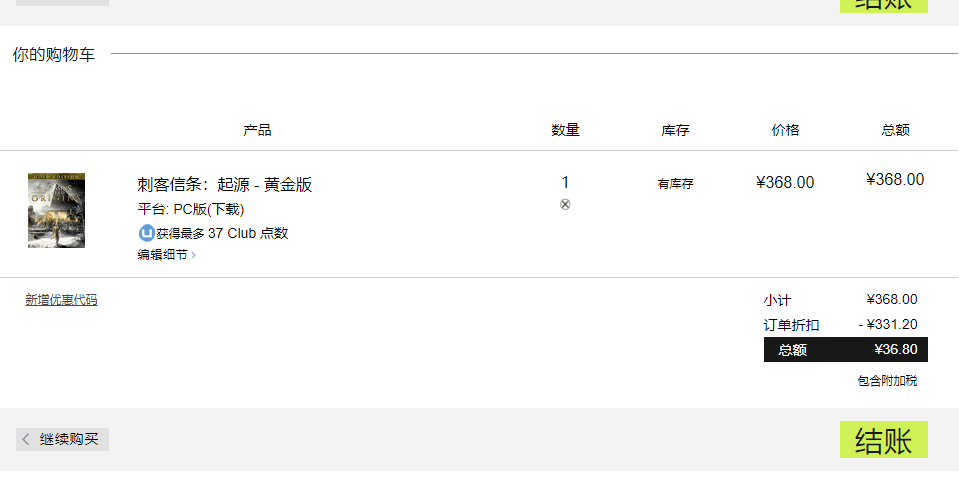 结账
你的购物车
产品 数量 库存 价格 总额
刺客信条：起源 - 黄金版 1 有库存 ¥368.00 ¥368.00
平台: PC版(下载)
获得最多 37 Club 点数
编辑细节 ›
新增优惠代码 小计 ¥368.00
订单折扣 - ¥331.20
总额 ¥36.80
包含附加税
继续购买 结账